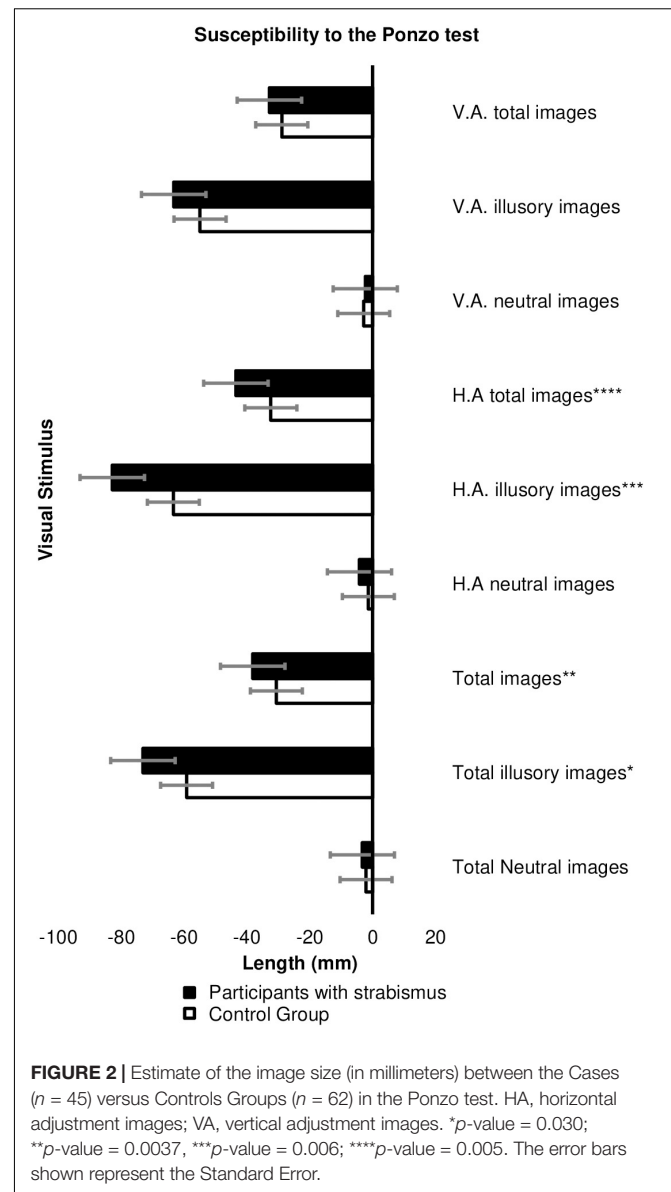 Susceptibility to the Ponzo test
V.A. total images
V.A. illusory images
V.A. neutral images
H.A total images****
H.A. illusory images***
H.A neutral images
Total images**
Total illusory images*
Total Neutral images
Visual Stimulus
-100 -80 -60 -40 -20 0 20
Length (mm)
Participants with strabismus
Control Group
FIGURE 2 | Estimate of the image size (in millimeters) between the Cases
(n = 45) versus Controls Groups (n = 62) in the Ponzo test. HA, horizontal
adjustment images; VA, vertical adjustment images. *p-value = 0.030;
**p-value = 0.0037, ***p-value = 0.006; ****p-value = 0.005. The error bars
shown represent the Standard Error.